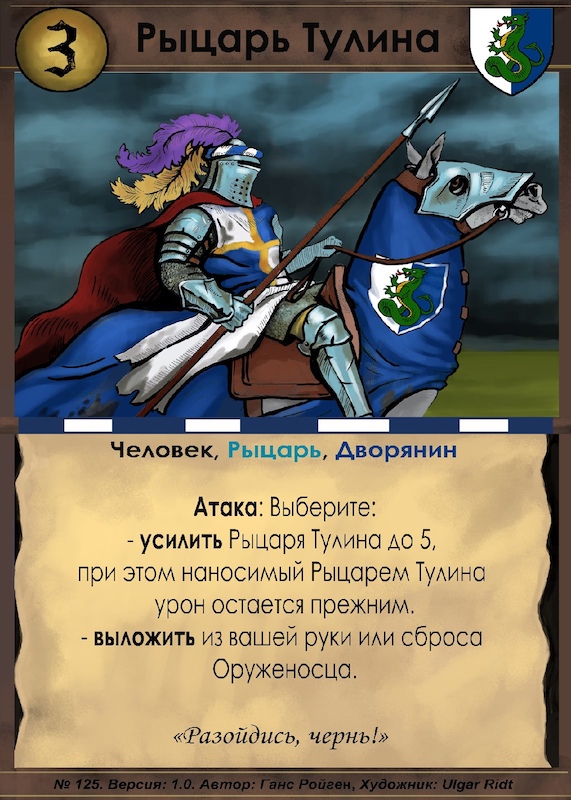 3
Рыцарь Тулина
Человек, Рыцарь, Дворянин
Атака: Выберите:
- усилить Рыцаря Тулина до 5,
при этом наносимый Рыцарем Тулина
урон остается прежним.
- выложить из вашей руки или сброса
Оруженосца.
«Разойдись, чернь!»
№ 125. Версия: 1.0. Автор: Ганс Ройген, Художник: Ulgar Ridt